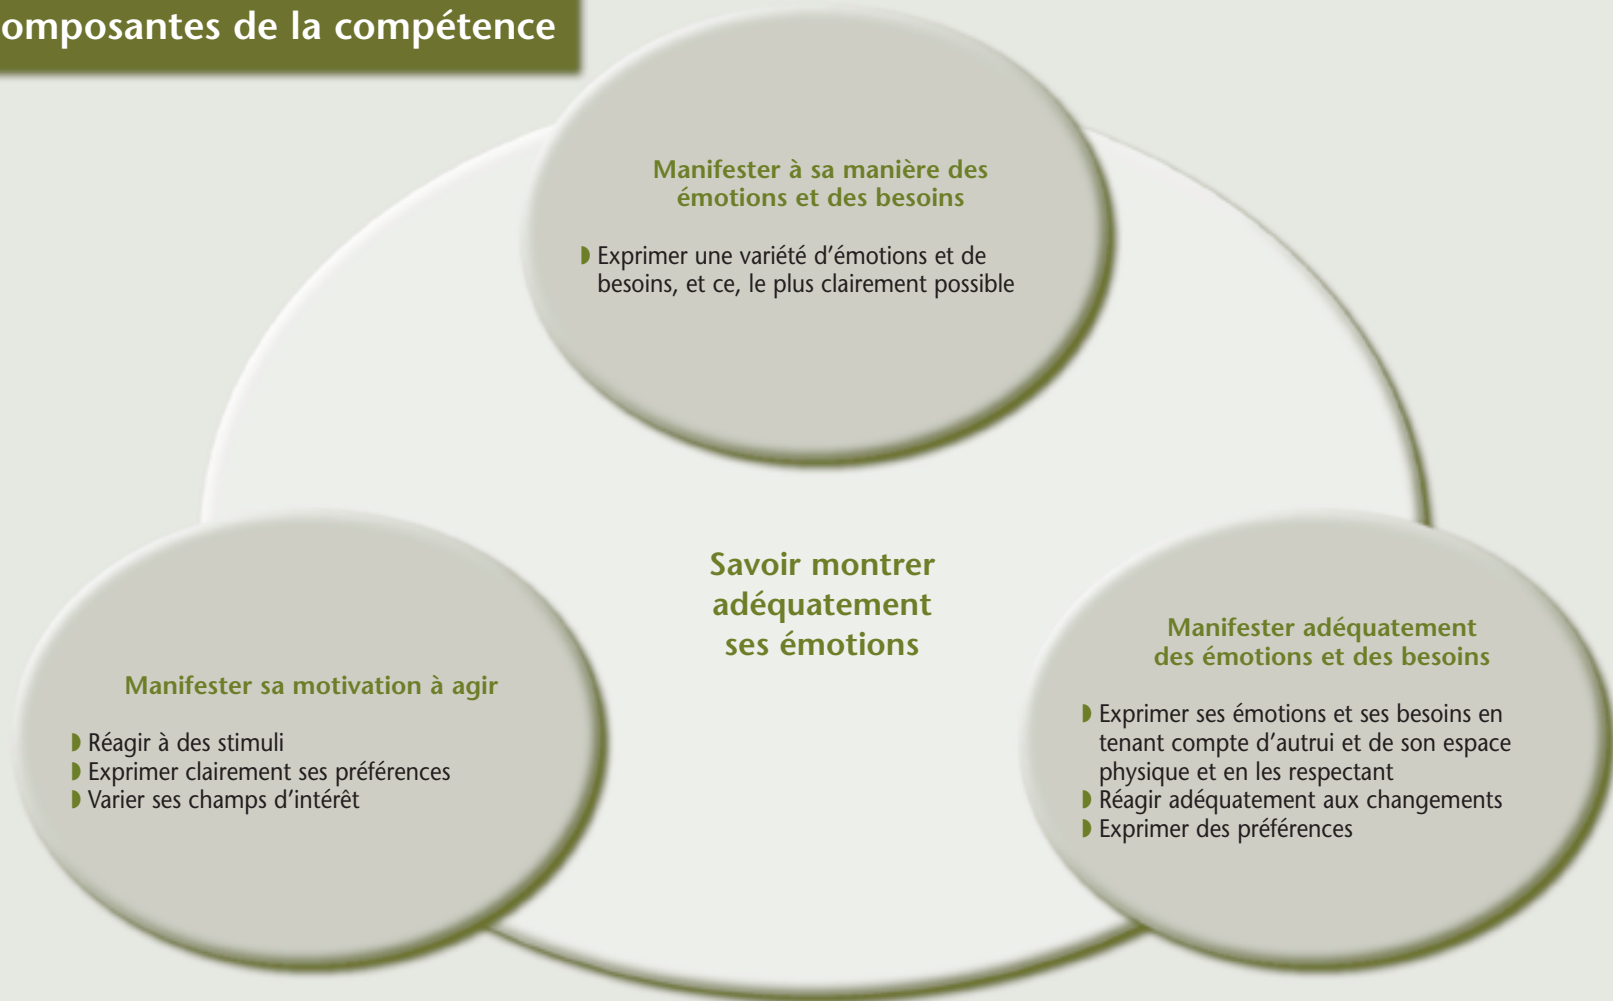 omposantes de la compétence
Manifester à sa manière des
émotions et des besoins
◗ Exprimer une variété d’émotions et de
besoins, et ce, le plus clairement possible
Savoir montrer
adéquatement
ses émotions
Manifester sa motivation à agir
◗ Réagir à des stimuli
◗ Exprimer clairement ses préférences
◗ Varier ses champs d’intérêt
Manifester adéquatement
des émotions et des besoins
◗ Exprimer ses émotions et ses besoins en
tenant compte d’autrui et de son espace
physique et en les respectant
◗ Réagir adéquatement aux changements
◗ Exprimer des préférences